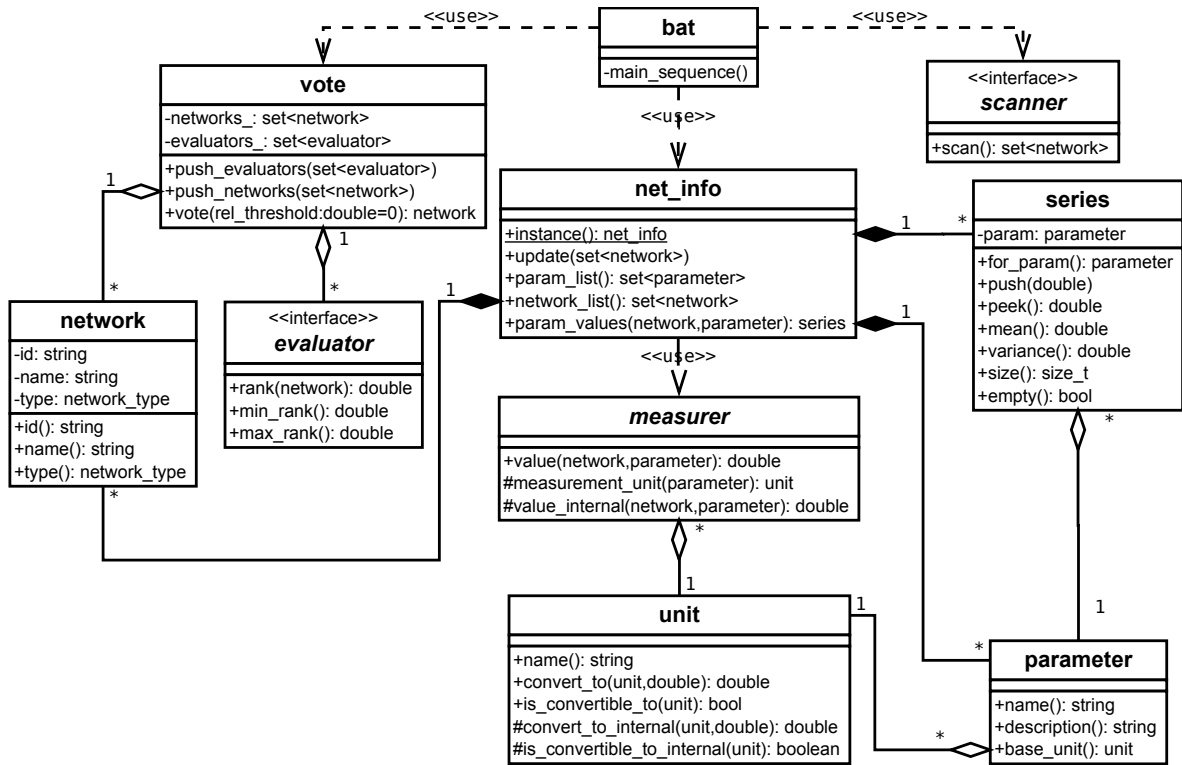 <<use>>
bat
<<use>>
-main_sequence()
vote
-networks_: set<network>
-evaluators_: set<evaluator>
+push_evaluators(set<evaluator>)
+push_networks(set<network>)
+vote(rel_threshold:double=0): network
<<interface>>
scanner
+scan(): set<network>
<<use>>
1
1
net_info
+instance(): net_info
+update(set<network>)
+param_list(): set<parameter>
+network_list(): set<network>
+param_values(network,parameter): series
1
*
1
1
series
-param: parameter
+for_param(): parameter
+push(double)
+peek(): double
+mean(): double
+variance(): double
+size(): size_t
+empty(): bool
*
*
*
network
-id: string
-name: string
-type: network_type
+id(): string
+name(): string
+type(): network_type
*
<<interface>>
evaluator
+rank(network): double
+min_rank(): double
+max_rank(): double
<<use>>
measurer
+value(network,parameter): double
#measurement_unit(parameter): unit
#value_internal(network,parameter): double
*
1
unit
+name(): string
+convert_to(unit,double): double
+is_convertible_to(unit): bool
#convert_to_internal(unit,double): double
#is_convertible_to_internal(unit): boolean
1
1
*
*
parameter
+name(): string
+description(): string
+base_unit(): unit